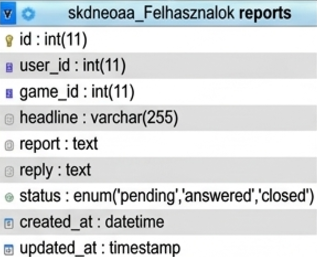 skdneoaa_Felhasznalok reports
id : int(11)
user_id : int(11)
game_id : int(11)
headline : varchar(255)
report : text
reply : text
status : enum('pending','answered','closed')
created_at : datetime
updated_at : timestamp